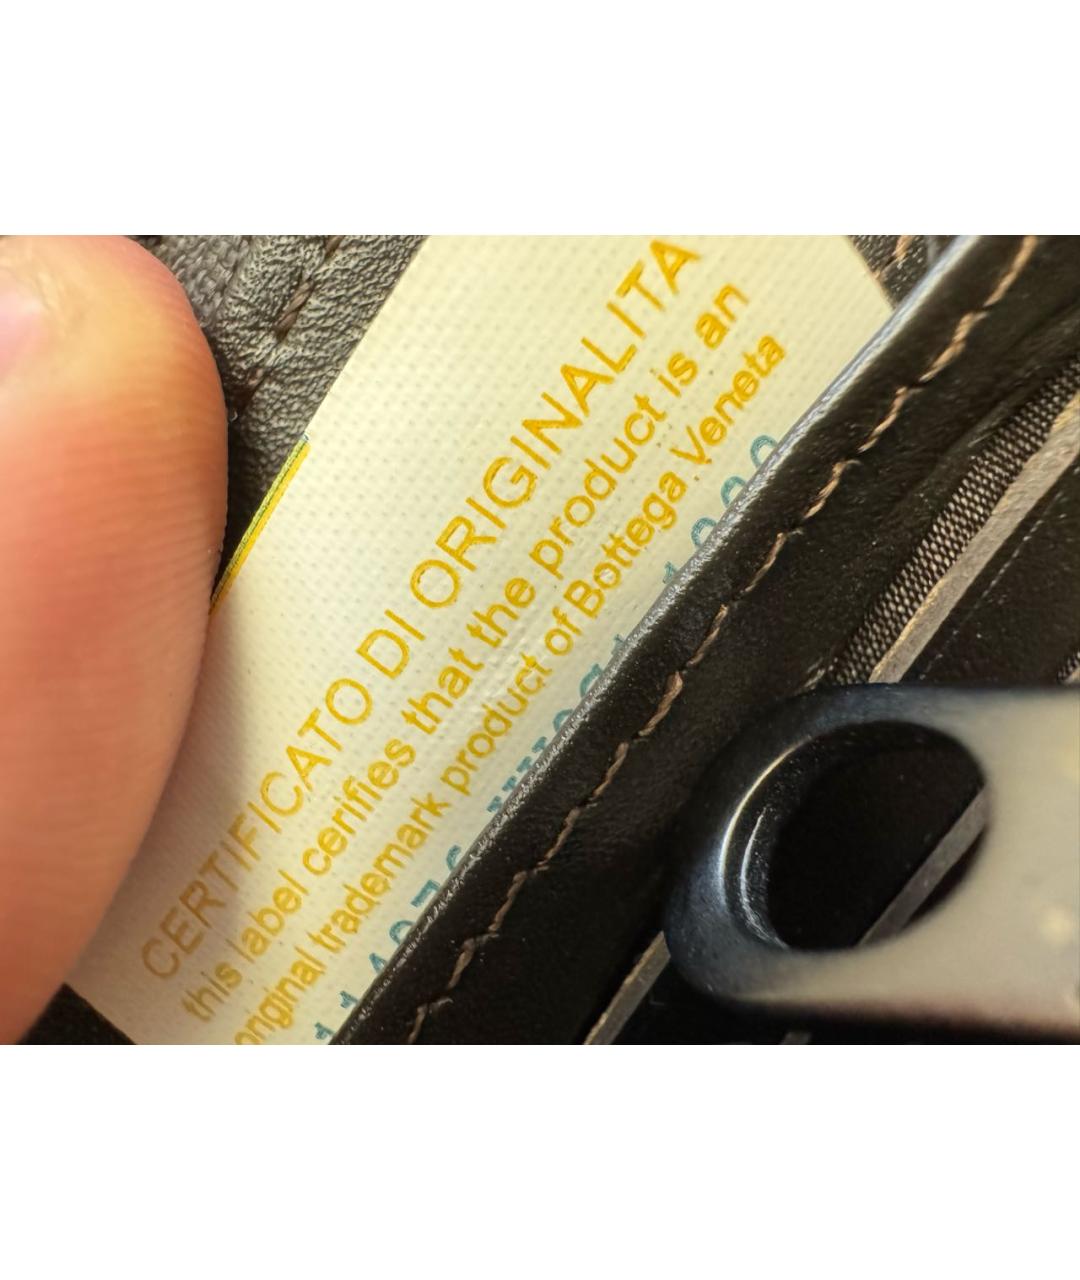 CERTIFICATO DI ORIGINALITA
this label cerifies that the product is an
original trademark product of Bottega Veneta